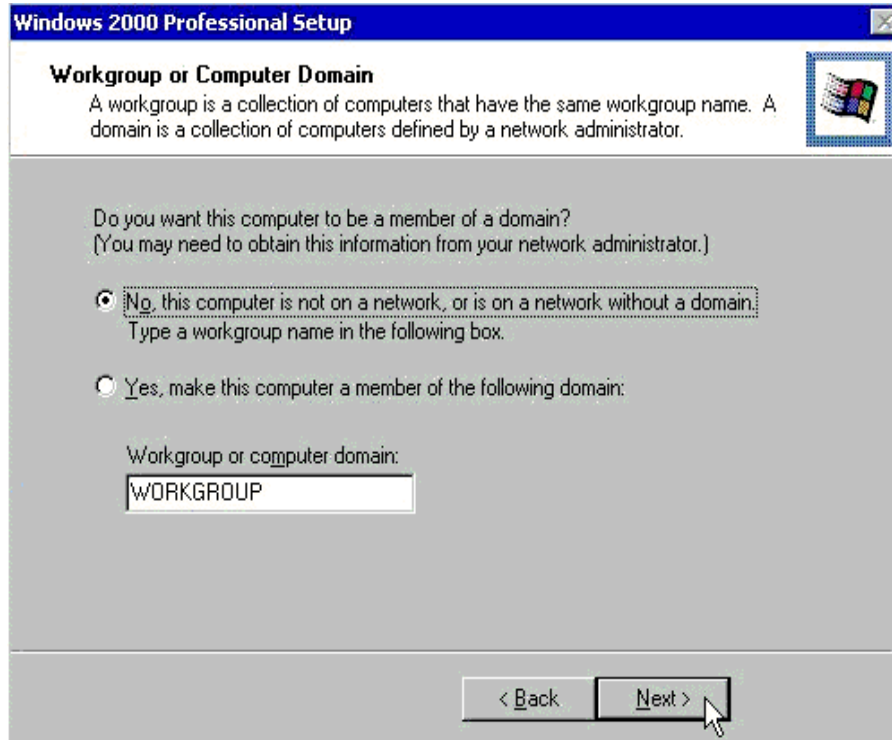 Windows 2000 Professional Setup
Workgroup or Computer Domain
A workgroup is a collection of computers that have the same workgroup name. A
domain is a collection of computers defined by a network administrator.
Do you want this computer to be a member of a domain?
(You may need to obtain this information from your network administrator.)
No, this computer is not on a network, or is on a network without a domain.
Type a workgroup name in the following box.
Yes, make this computer a member of the following domain:
Workgroup or computer domain:
WORKGROUP
< Back Next >